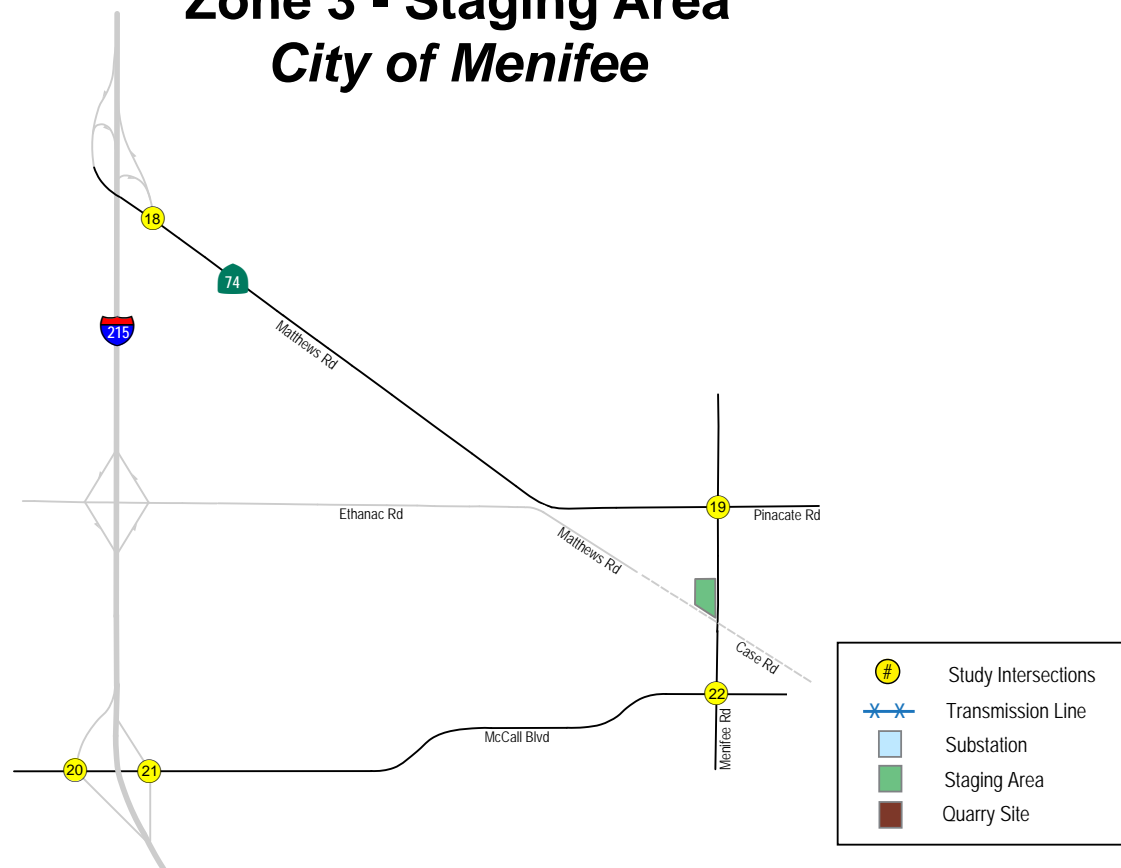 Zone 3 - Staging Area
City of Menifee
18
74
215
Matthews Rd
19
Pinacate Rd
Ethanac Rd
Matthews Rd
Case Rd
22
Menifee Rd
McCall Blvd
20
21
# Study Intersections
Transmission Line
Substation
Staging Area
Quarry Site